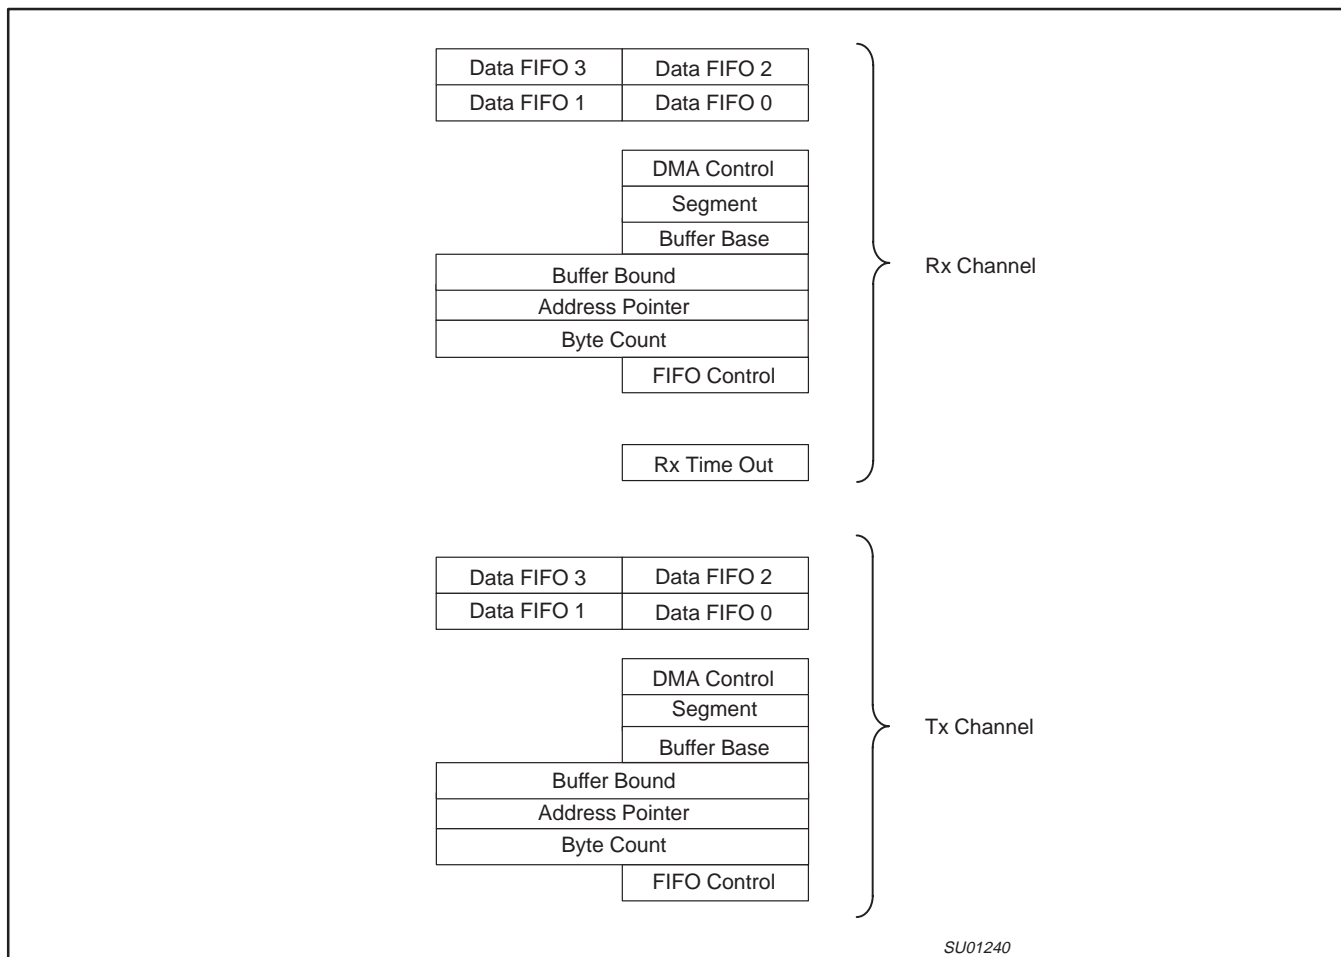 Data FIFO 3 Data FIFO 2
Data FIFO 1 Data FIFO 0
DMA Control
Segment
Buffer Base
Buffer Bound
Address Pointer
Byte Count
FIFO Control
Rx Time Out
Rx Channel
Data FIFO 3 Data FIFO 2
Data FIFO 1 Data FIFO 0
DMA Control
Segment
Buffer Base
Buffer Bound
Address Pointer
Byte Count
FIFO Control
Tx Channel
SU01240